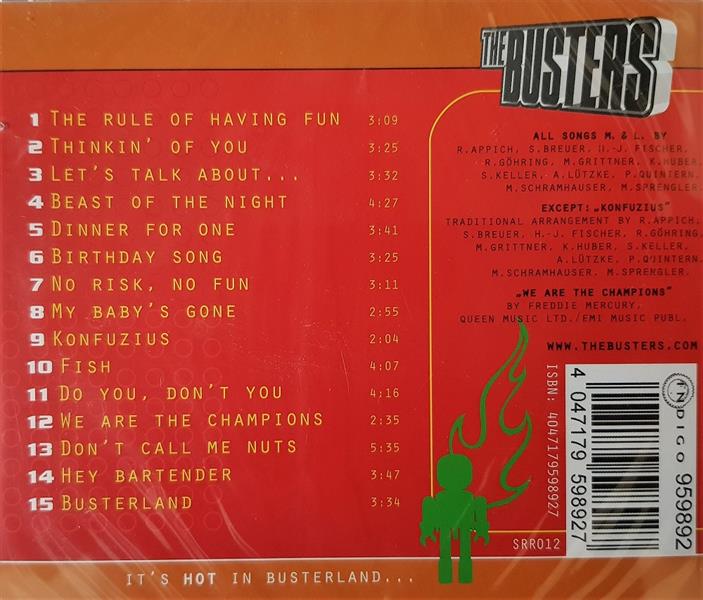 THE BUSTERS
1 THE RULE OF HAVING FUN 3:09
2 THINKIN' OF YOU 3:25
3 LET'S TALK ABOUT... 3:32
4 BEAST OF THE NIGHT 4:27
5 DINNER FOR ONE 3:41
6 BIRTHDAY SONG 3:25
7 NO RISK, NO FUN 3:11
8 MY BABY'S GONE 2:55
9 KONFUZIUS 2:04
10 FISH 4:07
11 DO YOU, DON'T YOU 4:16
12 WE ARE THE CHAMPIONS 2:35
13 DON'T CALL ME NUTS 5:35
14 HEY BARTENDER 3:47
15 BUSTERLAND 3:34
ALL SONGS M. & L. BY
R.APPICH, S.BREUER, H.-J. FISCHER,
R.GÖHRING, M.GRITTNER, K.HUBER,
S.KELLER, A.LÜTZKE, P.QUINTERN,
M.SCHRAMHAUSER, M.SPRENGLER
EXCEPT: „KONFUZIUS"
TRADITIONAL ARRANGEMENT BY R.APPICH,
S.BREUER, H.-J. FISCHER, R.GÖHRING,
M.GRITTNER, K.HUBER, S.KELLER,
A.LÜTZKE, P.QUINTERN,
M.SCHRAMHAUSER, M.SPRENGLER
„WE ARE THE CHAMPIONS"
BY FREDDIE MERCURY,
QUEEN MUSIC LTD./EMI MUSIC PUBL.
WWW.THEBUSTERS.COM
ISBN: 4047179598927
4 047179 598927
INDIGO 959892
SRR012
IT'S HOT IN BUSTERLAND...